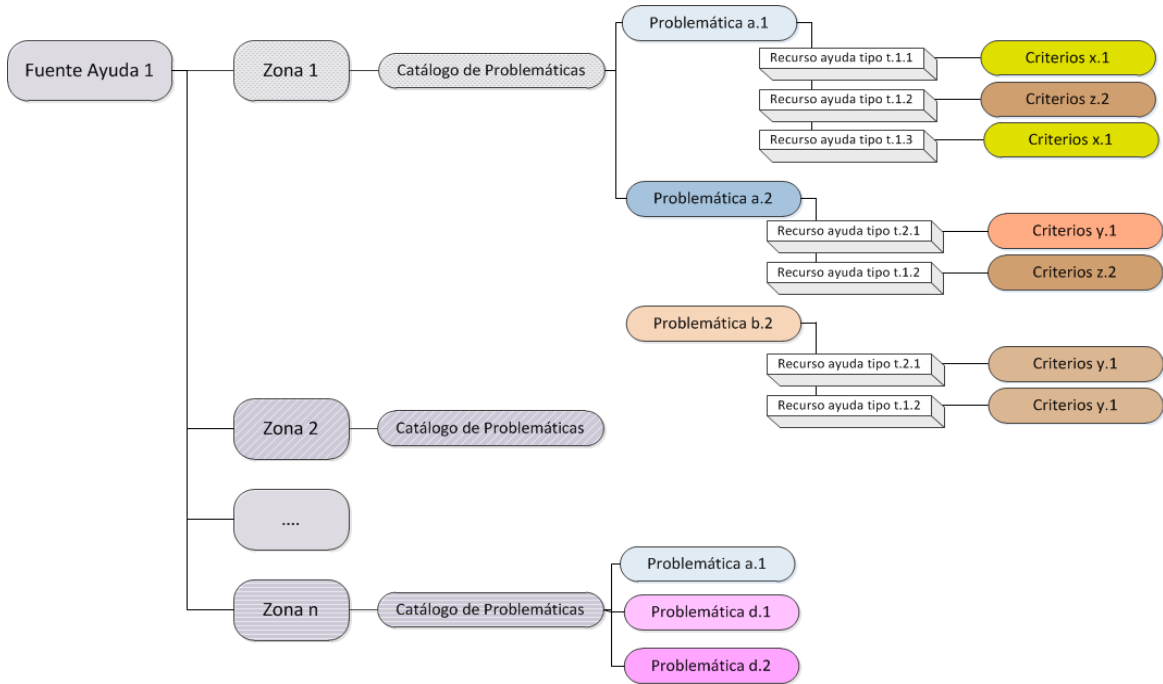 Fuente Ayuda 1
Zona 1
Catálogo de Problemáticas
Problemática a.1
Recurso ayuda tipo t.1.1
Criterios x.1
Recurso ayuda tipo t.1.2
Criterios z.2
Recurso ayuda tipo t.1.3
Criterios x.1
Problemática a.2
Recurso ayuda tipo t.2.1
Criterios y.1
Recurso ayuda tipo t.1.2
Criterios z.2
Problemática b.2
Recurso ayuda tipo t.2.1
Criterios y.1
Recurso ayuda tipo t.1.2
Criterios y.1
Zona 2
Catálogo de Problemáticas
....
Zona n
Catálogo de Problemáticas
Problemática a.1
Problemática d.1
Problemática d.2